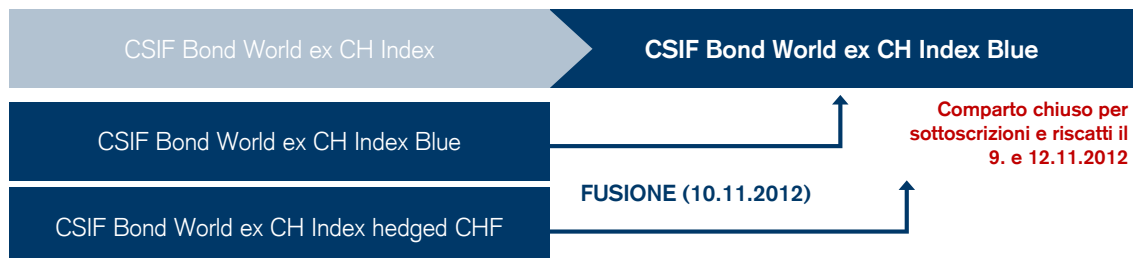 CSIF Bond World ex CH Index
CSIF Bond World ex CH Index Blue
CSIF Bond World ex CH Index Blue
Comparto chiuso per
sottoscrizioni e riscatti il
9. e 12.11.2012
FUSIONE (10.11.2012)
CSIF Bond World ex CH Index hedged CHF